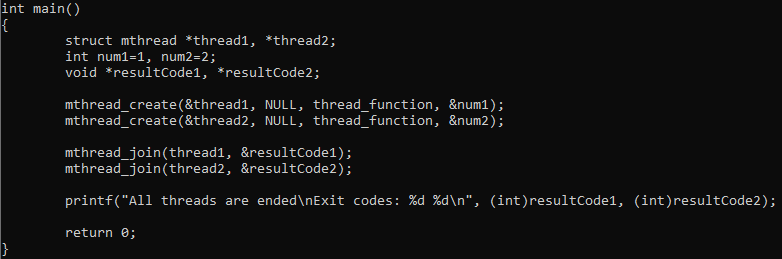 int main()
{
        struct mthread *thread1, *thread2;
        int num1=1, num2=2;
        void *resultCode1, *resultCode2;

        mthread_create(&thread1, NULL, thread_function, &num1);
        mthread_create(&thread2, NULL, thread_function, &num2);

        mthread_join(thread1, &resultCode1);
        mthread_join(thread2, &resultCode2);

        printf("All threads are ended\nExit codes: %d %d\n", (int)resultCode1, (int)resultCode2);

        return 0;
}